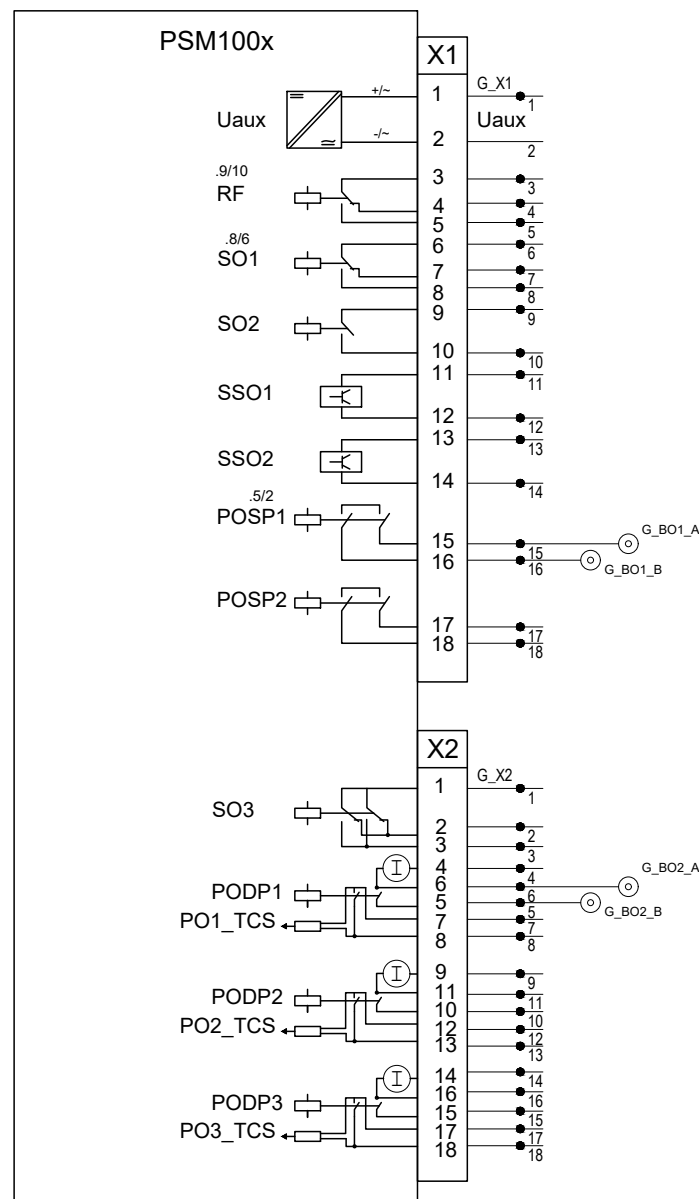 PSM100x
X1
+/~
1
G_X1
1
Uaux
Uaux
-/~
2
2
.9/10
RF
3
3
4
4
5
5
.8/6
SO1
6
6
7
7
8
8
SO2
9
9
10
10
SSO1
11
11
12
12
SSO2
13
13
14
14
.5/2
POSP1
15
15
G_BO1_A
16
16
G_BO1_B
POSP2
17
17
18
18
X2
1
G_X2
1
SO3
2
2
3
3
I
4
4
6
6
G_BO2_A
PODP1
5
5
G_BO2_B
PO1_TCS
7
7
8
8
I
9
9
11
11
PODP2
10
10
PO2_TCS
12
12
13
13
I
14
14
16
16
PODP3
15
15
PO3_TCS
17
17
18
18